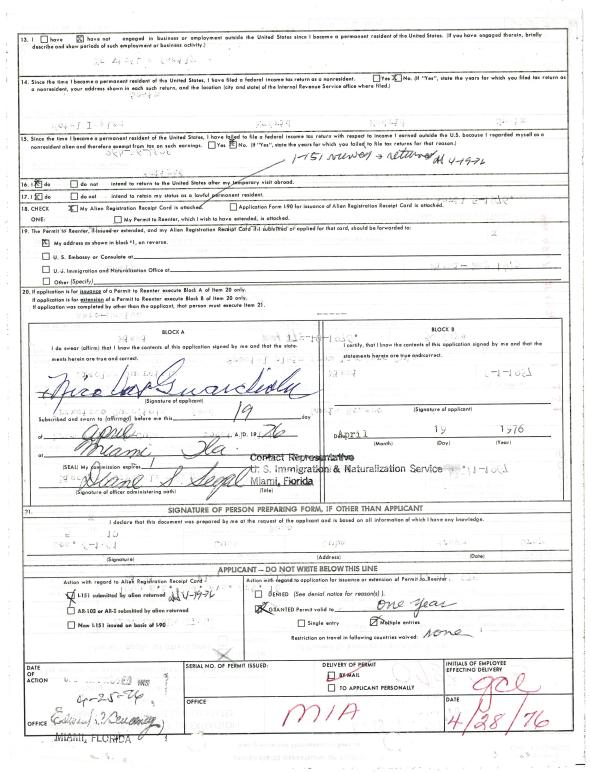 13. I ☐ have ☒ have not engaged in business or employment outside the United States since I became a permanent resident of the United States. (If you have engaged therein, briefly
describe and show periods of such employment or business activity.)
14. Since the time I became a permanent resident of the United States, I have filed a federal income tax return as a nonresident. ☐ Yes ☒ No. (If "Yes", state the years for which you filed tax return as
a nonresident, your address shown in each such return, and the location (city and state) of the Internal Revenue Service office where filed.)
15. Since the time I became a permanent resident of the United States, I have failed to file a federal income tax return with respect to income I earned outside the U.S. because I regarded myself as a
nonresident alien and therefore exempt from tax on such earnings. ☐ Yes ☒ No. (If "Yes", state the years for which you failed to file tax returns for that reason.)
1-151 viewed & returned 4-19-76
16. I ☒ do ☐ do not intend to return to the United States after my temporary visit abroad.
17. I ☒ do ☐ do not intend to retain my status as a lawful permanent resident.
18. CHECK ☒ My Alien Registration Receipt Card is attached. ☐ Application Form I-90 for issuance of Alien Registration Receipt Card is attached.
ONE: ☐ My Permit to Reenter, which I wish to have extended, is attached.
19. The Permit to Reenter, if issued or extended, and my Alien Registration Receipt Card if I submitted or applied for that card, should be forwarded to:
☒ My address as shown in block #1, on reverse.
☐ U. S. Embassy or Consulate at
☐ U. S. Immigration and Naturalization Office at
☐ Other (Specify)
20. If application is for issuance of a Permit to Reenter execute Block A of Item 20 only.
If application is for extension of a Permit to Reenter execute Block B of Item 20 only.
If application was completed by other than the applicant, that person must execute Item 21.
BLOCK A
I do swear (affirm) that I know the contents of this application signed by me and that the state-
ments herein are true and correct.
Nicolas Guardiola
(Signature of applicant)
Subscribed and sworn to (affirmed) before me this 19 day
of April, A.D. 19 76
at Miami Fla.
(SEAL) My commission expires
Diane S. Segal
(Signature of officer administering oath) (Title)
Contact Representative
U. S. Immigration & Naturalization Service
Miami, Florida
BLOCK B
I certify, that I know the contents of this application signed by me and that the
statements herein are true and correct.
(Signature of applicant)
April 19 1976
(Month) (Day) (Year)
21. SIGNATURE OF PERSON PREPARING FORM, IF OTHER THAN APPLICANT
I declare that this document was prepared by me at the request of the applicant and is based on all information of which I have any knowledge.
(Signature) (Address) (Date)
APPLICANT – DO NOT WRITE BELOW THIS LINE
Action with regard to Alien Registration Receipt Card
☒ I-151 submitted by alien returned 4-19-76
☐ AR-103 or AR-3 submitted by alien returned
☐ New I-151 issued on basis of I-90
Action with regard to application for issuance or extension of Permit to Reenter:
☐ DENIED (See denial notice for reason(s)).
☒ GRANTED Permit valid to one year
☐ Single entry ☒ Multiple entries
Restriction on travel in following countries waived: none
DATE
OF
ACTION
4-25-76
OFFICE
MIAMI, FLORIDA
SERIAL NO. OF PERMIT ISSUED:
OFFICE
MIA
DELIVERY OF PERMIT
☐ BY MAIL
☐ TO APPLICANT PERSONALLY
INITIALS OF EMPLOYEE
EFFECTING DELIVERY
gcl
DATE
4/28/76